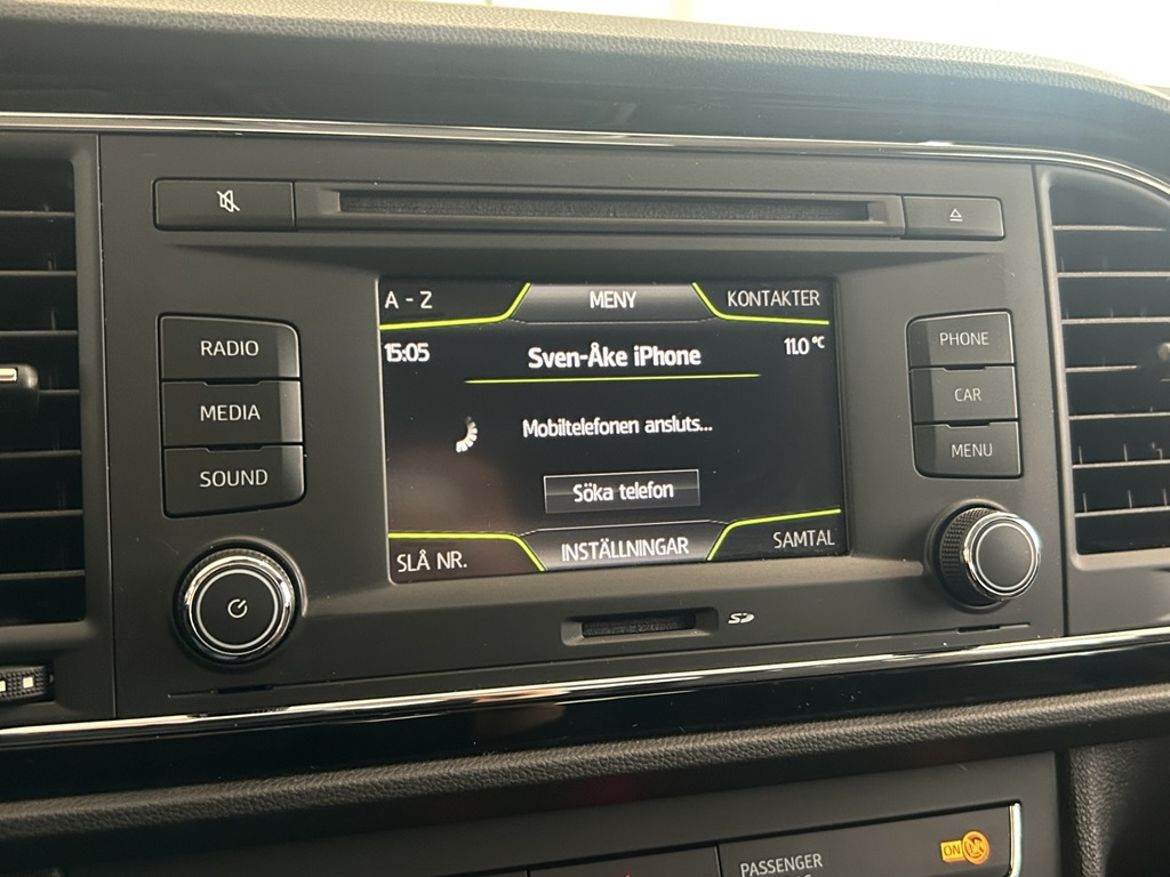 A - Z
MENY
KONTAKTER
15:05
Sven-Åke iPhone
11.0 °C
RADIO
MEDIA
SOUND
PHONE
CAR
MENU
Mobiltelefonen ansluts...
Söka telefon
SLÅ NR.
INSTÄLLNINGAR
SAMTAL
SD
PASSENGER
ON